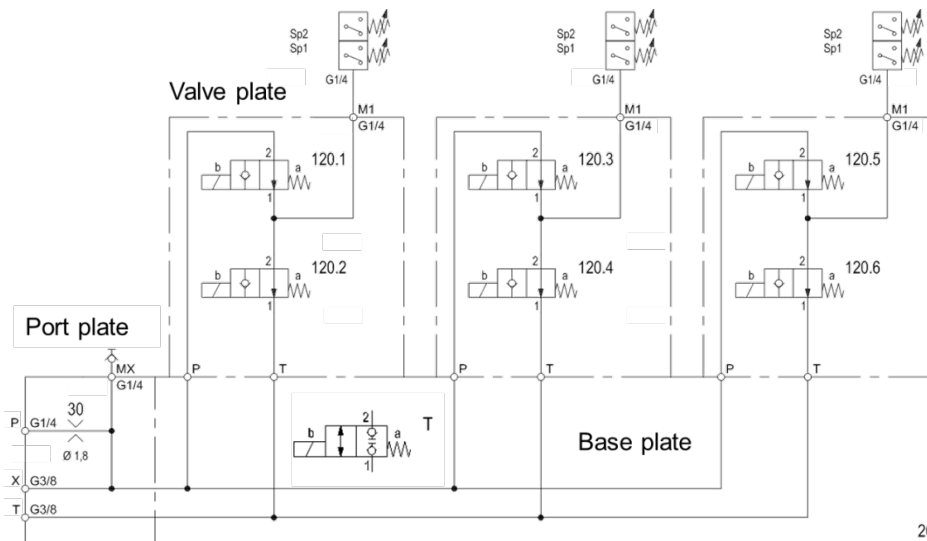 Sp2
Sp1
G1/4
Sp2
Sp1
G1/4
Sp2
Sp1
G1/4
Valve plate
M1
G1/4
M1
G1/4
M1
G1/4
2
120.1
b
a
1
2
120.3
b
a
1
2
120.5
b
a
1
2
120.2
b
a
1
2
120.4
b
a
1
2
120.6
b
a
1
Port plate
MX
G1/4
P
T
P
T
P
T
30
P G1/4
Ø 1,8
2
b
a
T
1
Base plate
X G3/8
T G3/8
20